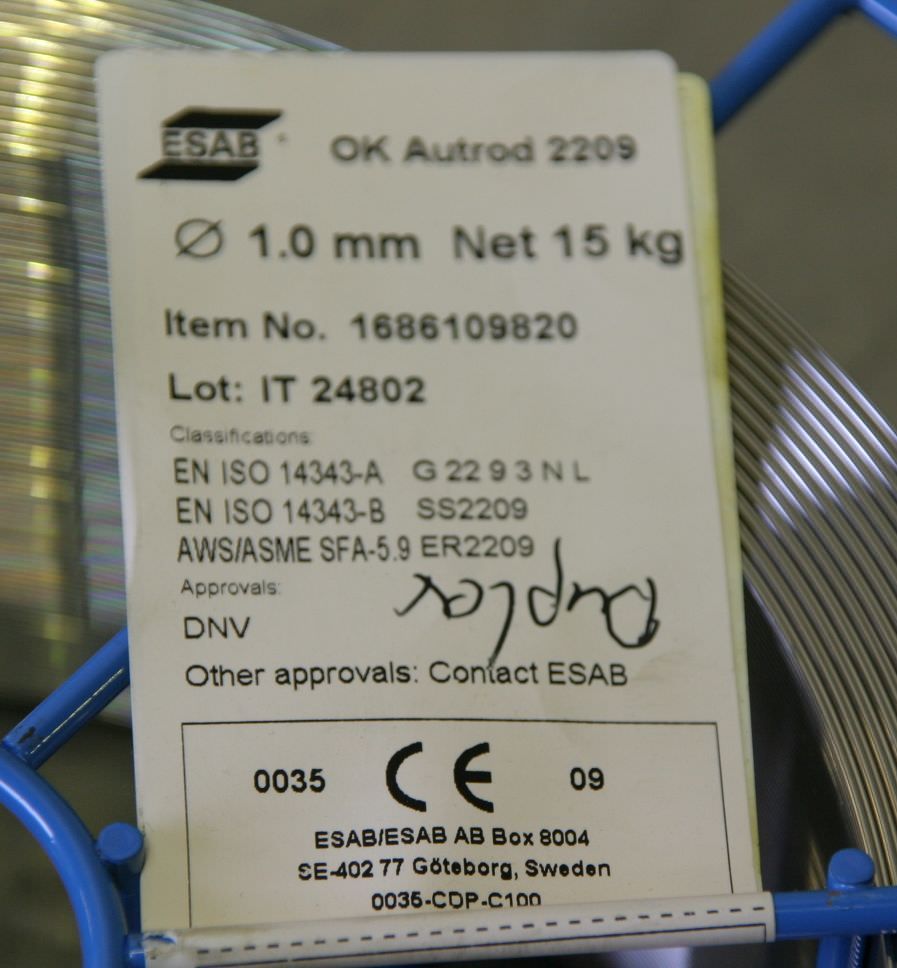 ESAB OK Autrod 2209
Ø 1.0 mm Net 15 kg
Item No. 1686109820
Lot: IT 24802
Classifications:
EN ISO 14343-A G 22 9 3 N L
EN ISO 14343-B SS2209
AWS/ASME SFA-5.9 ER2209
Approvals:
DNV
Duplex
Other approvals: Contact ESAB
0035 CE 09
ESAB/ESAB AB Box 8004
SE-402 77 Göteborg, Sweden
0035-CDP-C100